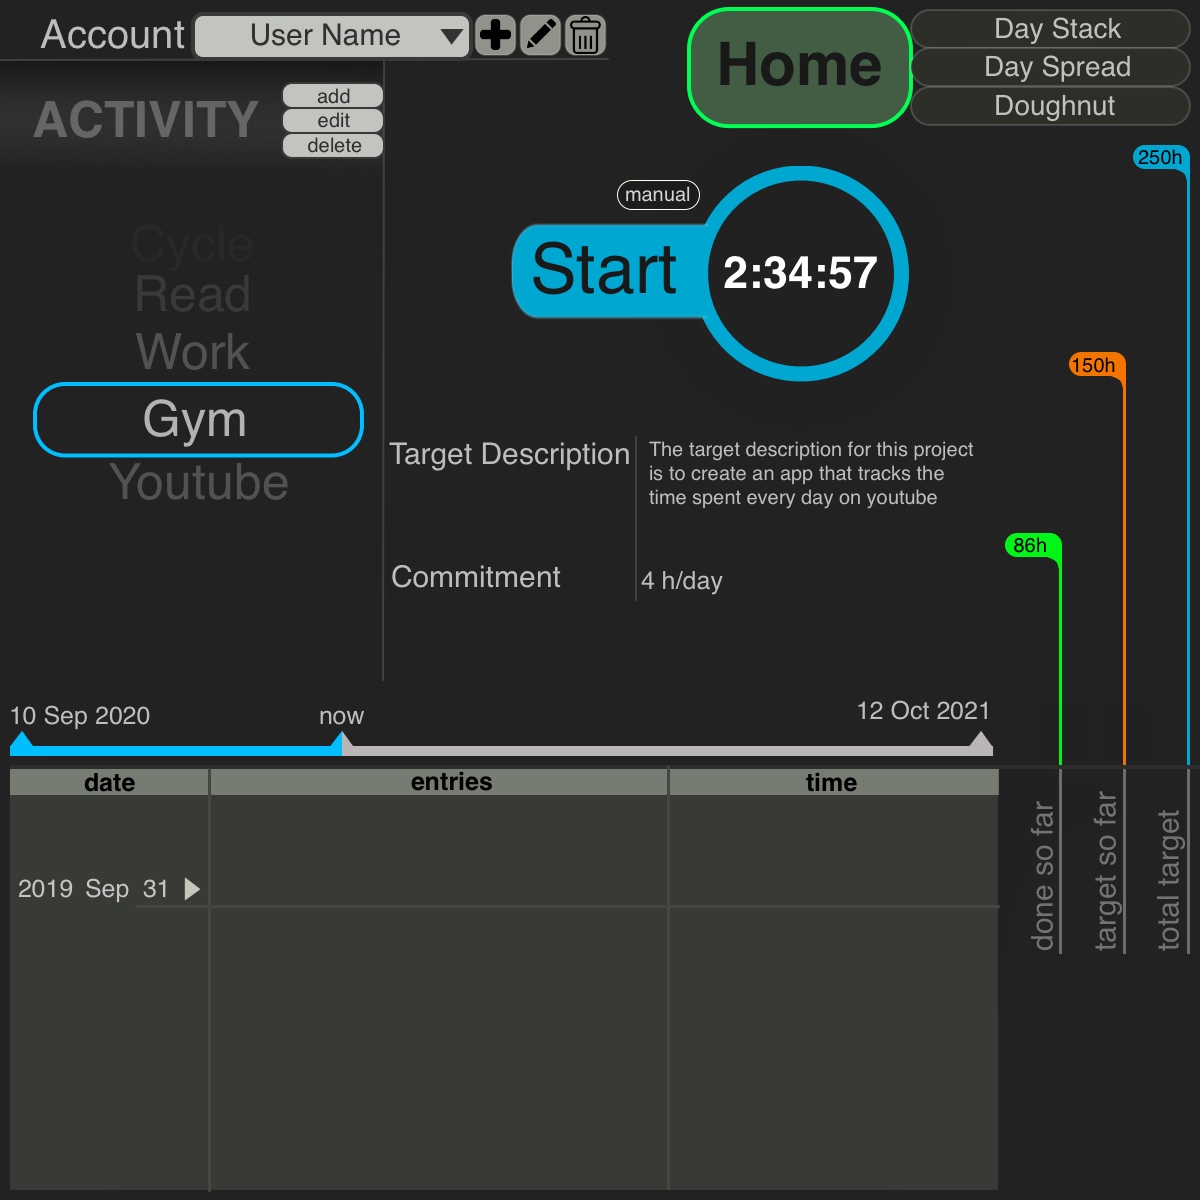 Account
User Name
Home
Day Stack
Day Spread
Doughnut
ACTIVITY
add
edit
delete
250h
manual
Start
2:34:57
Cycle
Read
Work
Gym
Youtube
150h
Target Description
The target description for this project
is to create an app that tracks the
time spent every day on youtube
86h
Commitment
4 h/day
10 Sep 2020
now
12 Oct 2021
date
entries
time
2019 Sep 31
done so far
target so far
total target